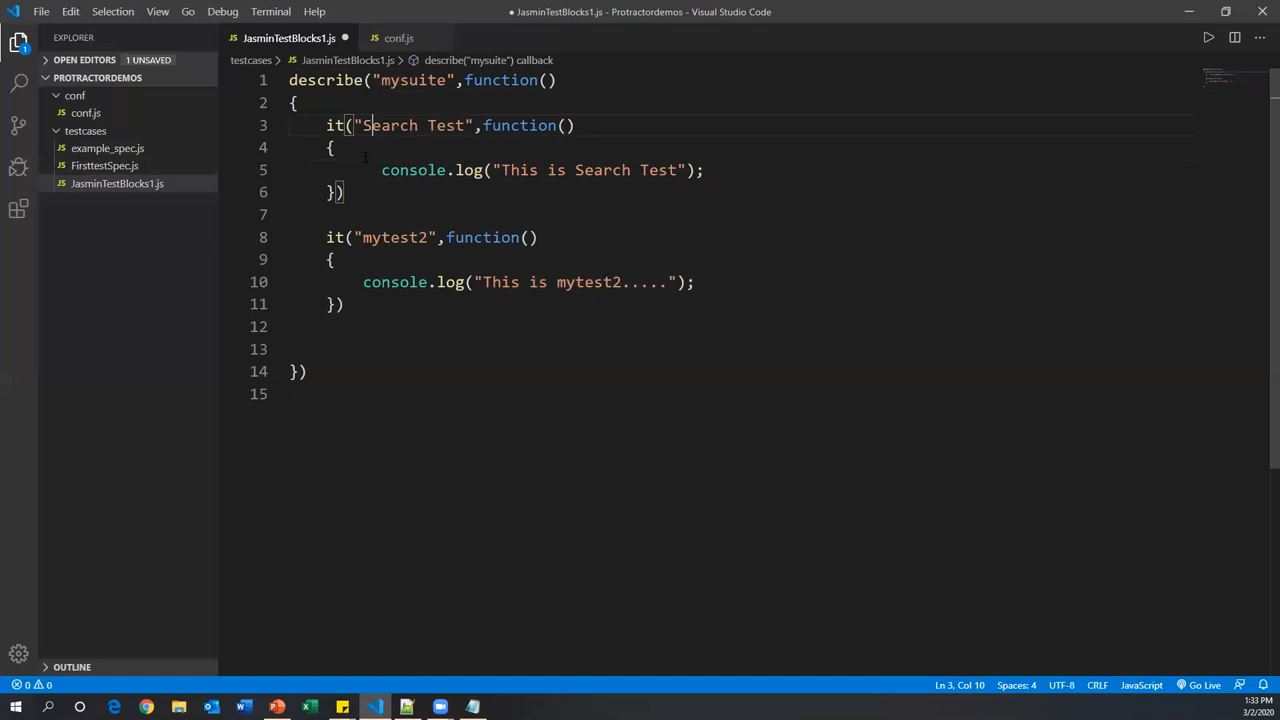 File Edit Selection View Go Debug Terminal Help
● JasminTestBlocks1.js - Protractordemos - Visual Studio Code
EXPLORER
JasminTestBlocks1.js ●
conf.js
OPEN EDITORS 1 UNSAVED
testcases > JS JasminTestBlocks1.js > describe("mysuite") callback
PROTRACTORDEMOS
conf
JS conf.js
testcases
JS example_spec.js
JS FirsttestSpec.js
JS JasminTestBlocks1.js
1 describe("mysuite",function()
2 {
3 it("Search Test",function()
4 {
5 console.log("This is Search Test");
6 })
7
8 it("mytest2",function()
9 {
10 console.log("This is mytest2.....");
11 })
12
13
14 })
15
OUTLINE
0 0
Ln 3, Col 10 Spaces: 4 UTF-8 CRLF JavaScript Go Live
1:33 PM
3/2/2020